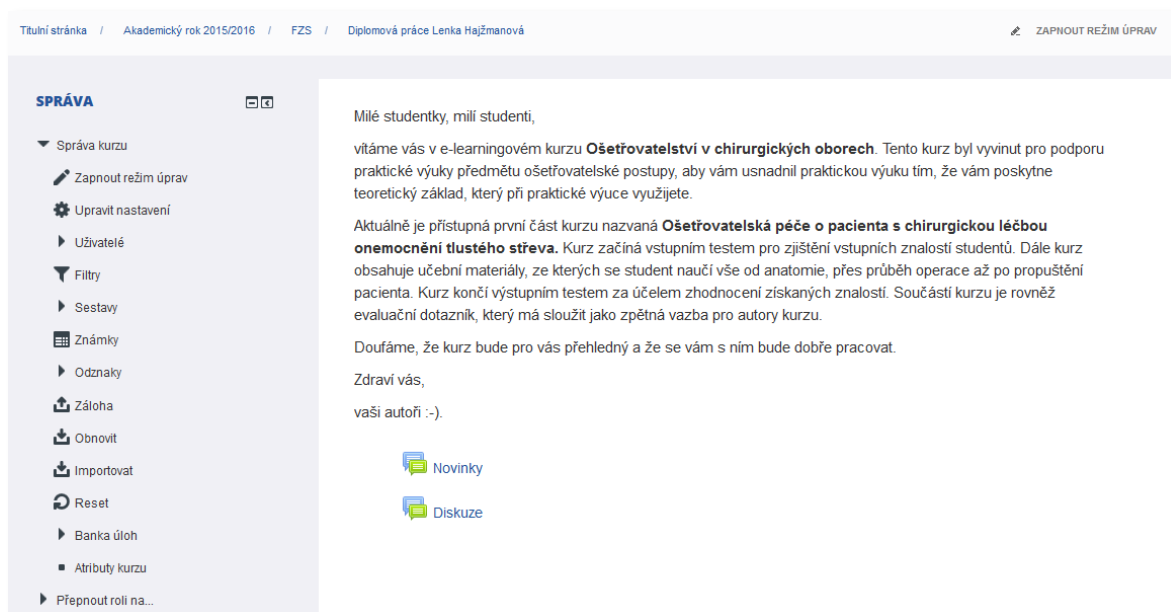 Titulní stránka / Akademický rok 2015/2016 / FZS / Diplomová práce Lenka Hajžmanová
ZAPNOUT REŽIM ÚPRAV
SPRÁVA
Správa kurzu
Zapnout režim úprav
Upravit nastavení
Uživatelé
Filtry
Sestavy
Známky
Odznaky
Záloha
Obnovit
Importovat
Reset
Banka úloh
Atributy kurzu
Přepnout roli na...
Milé studentky, milí studenti,
vítáme vás v e-learningovém kurzu Ošetřovatelství v chirurgických oborech. Tento kurz byl vyvinut pro podporu
praktické výuky předmětu ošetřovatelské postupy, aby vám usnadnil praktickou výuku tím, že vám poskytne
teoretický základ, který při praktické výuce využijete.
Aktuálně je přístupná první část kurzu nazvaná Ošetřovatelská péče o pacienta s chirurgickou léčbou
onemocnění tlustého střeva. Kurz začíná vstupním testem pro zjištění vstupních znalostí studentů. Dále kurz
obsahuje učební materiály, ze kterých se student naučí vše od anatomie, přes průběh operace až po propuštění
pacienta. Kurz končí výstupním testem za účelem zhodnocení získaných znalostí. Součástí kurzu je rovněž
evaluační dotazník, který má sloužit jako zpětná vazba pro autory kurzu.
Doufáme, že kurz bude pro vás přehledný a že se vám s ním bude dobře pracovat.
Zdraví vás,
vaši autoři :-).
Novinky
Diskuze